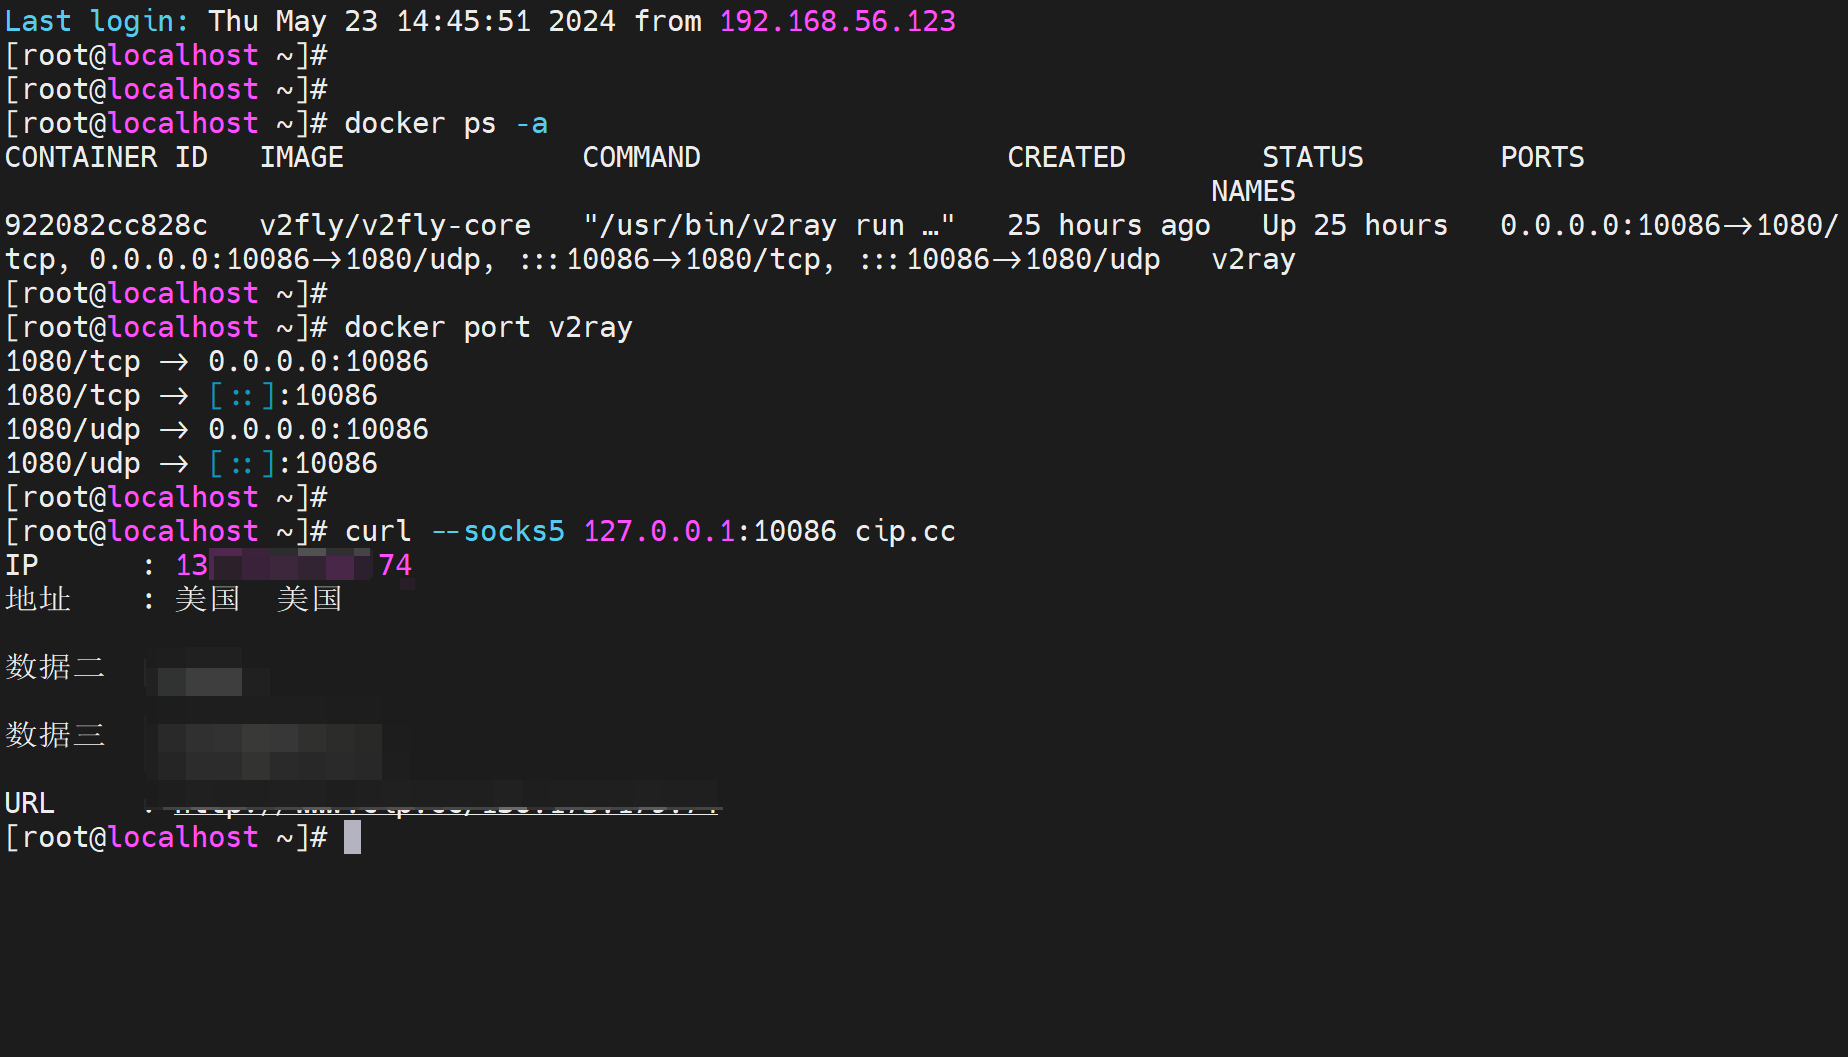 Last login: Thu May 23 14:45:51 2024 from 192.168.56.123
[root@localhost ~]#
[root@localhost ~]#
[root@localhost ~]# docker ps -a
CONTAINER ID   IMAGE              COMMAND                  CREATED        STATUS        PORTS
NAMES
922082cc828c   v2fly/v2fly-core   "/usr/bin/v2ray run …"   25 hours ago   Up 25 hours   0.0.0.0:10086->1080/
tcp, 0.0.0.0:10086->1080/udp, :::10086->1080/tcp, :::10086->1080/udp   v2ray
[root@localhost ~]#
[root@localhost ~]# docker port v2ray
1080/tcp -> 0.0.0.0:10086
1080/tcp -> [::]:10086
1080/udp -> 0.0.0.0:10086
1080/udp -> [::]:10086
[root@localhost ~]#
[root@localhost ~]# curl --socks5 127.0.0.1:10086 cip.cc
IP      : 13 74
地址    : 美国  美国
数据二
数据三
URL     :
[root@localhost ~]#